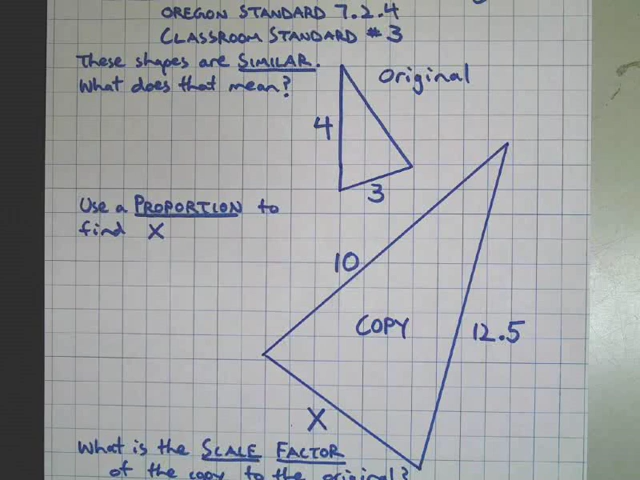 OREGON STANDARD 7.2.4
CLASSROOM STANDARD #3
These shapes are SIMILAR.
What does that mean?
Original
4
3
Use a PROPORTION to
find X
10
COPY
12.5
X
What is the SCALE FACTOR
of the copy to the original?